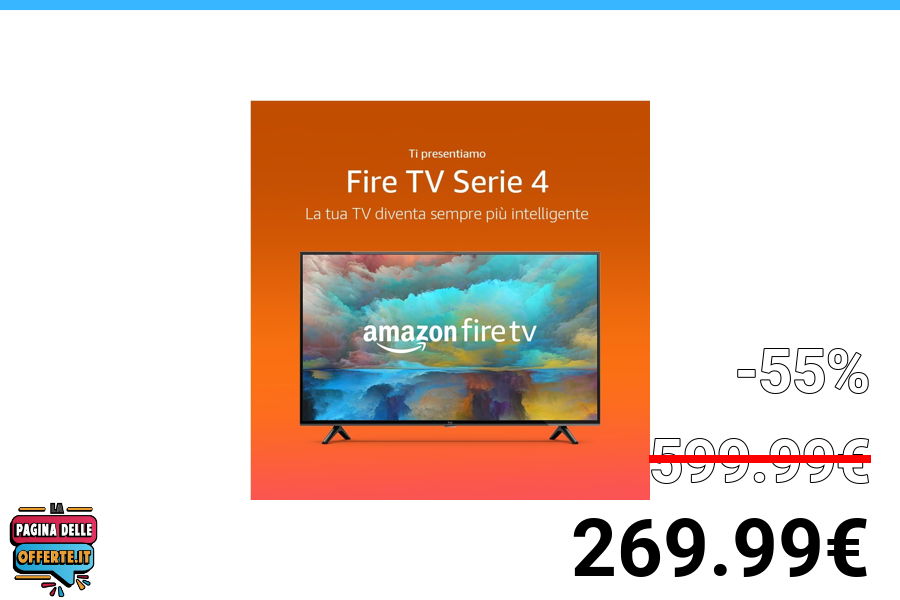 Ti presentiamo
Fire TV Serie 4
La tua TV diventa sempre più intelligente
amazon fire tv
-55%
599.99€
269.99€
LA
PAGINA DELLE
OFFERTE.IT